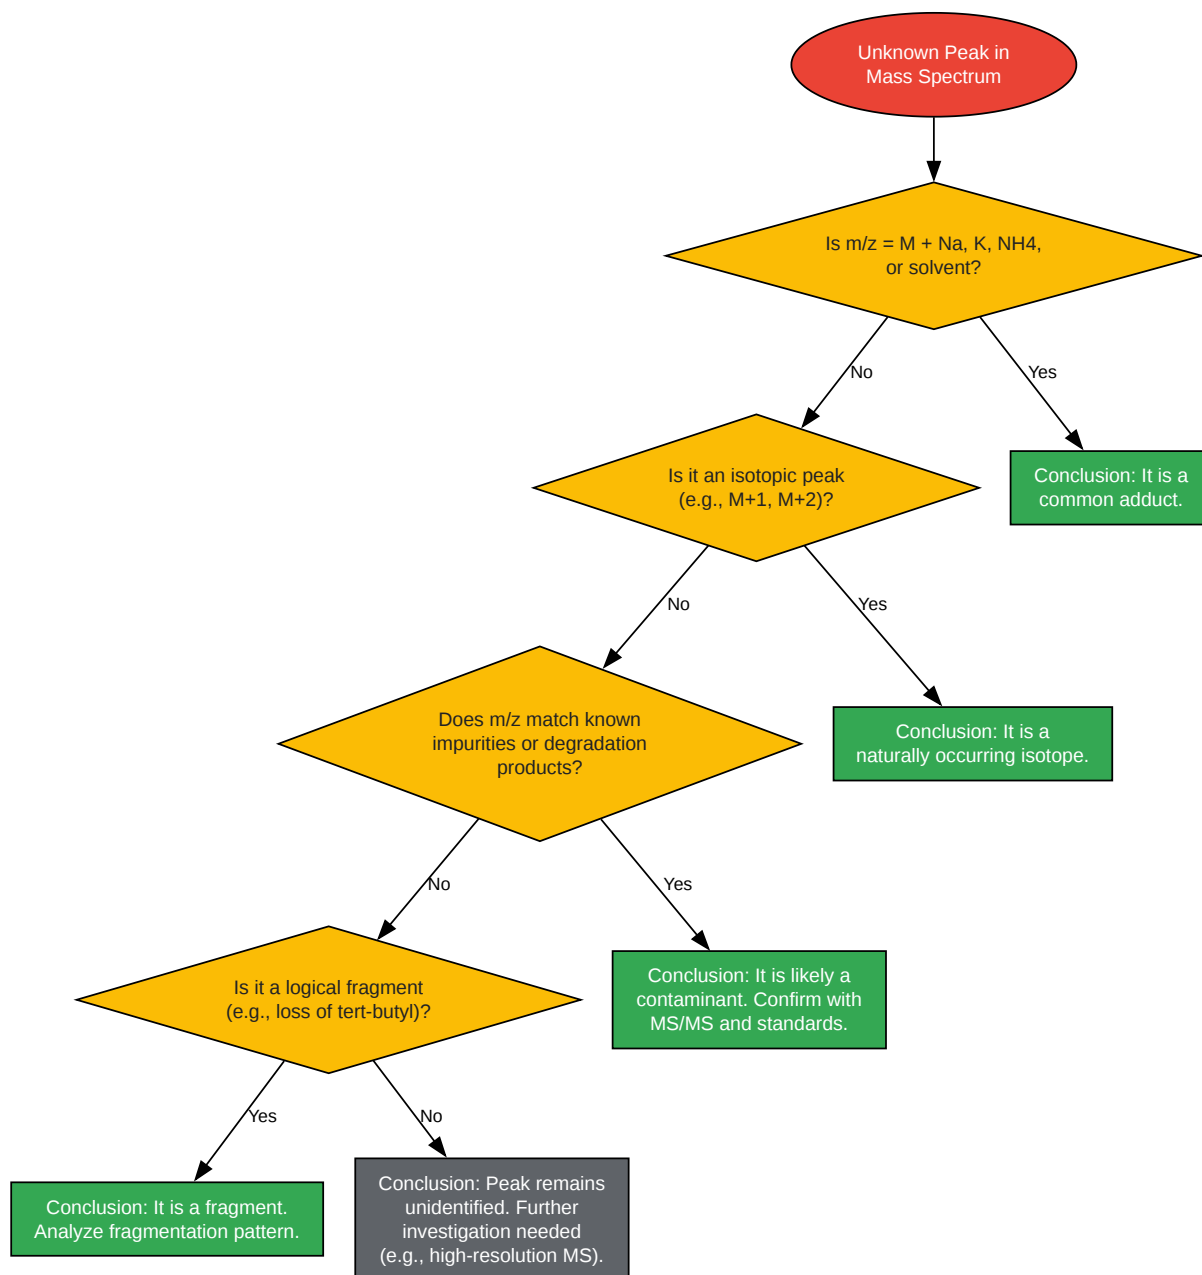 Unknown Peak in
Mass Spectrum
Is m/z = M + Na, K, NH4,
or solvent?
No
Yes
Is it an isotopic peak
(e.g., M+1, M+2)?
Conclusion: It is a
common adduct.
No
Yes
Does m/z match known
impurities or degradation
products?
Conclusion: It is a
naturally occurring isotope.
No
Yes
Is it a logical fragment
(e.g., loss of tert-butyl)?
Conclusion: It is likely a
contaminant. Confirm with
MS/MS and standards.
Yes
No
Conclusion: It is a fragment.
Analyze fragmentation pattern.
Conclusion: Peak remains
unidentified. Further
investigation needed
(e.g., high-resolution MS).